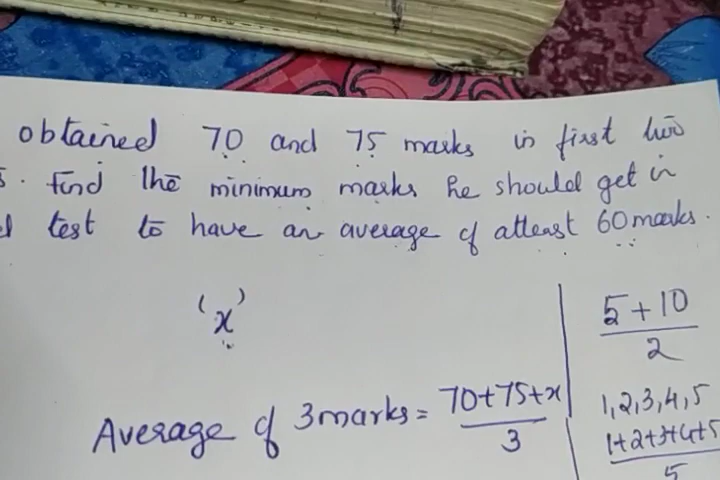 obtained 70 and 75 marks in first two
. find the minimum marks he should get in
test to have an average of atleast 60 marks.
'x'
Average of 3 marks = 70+75+x
3
5+10
2
1,2,3,4,5
1+2+3+4+5
5